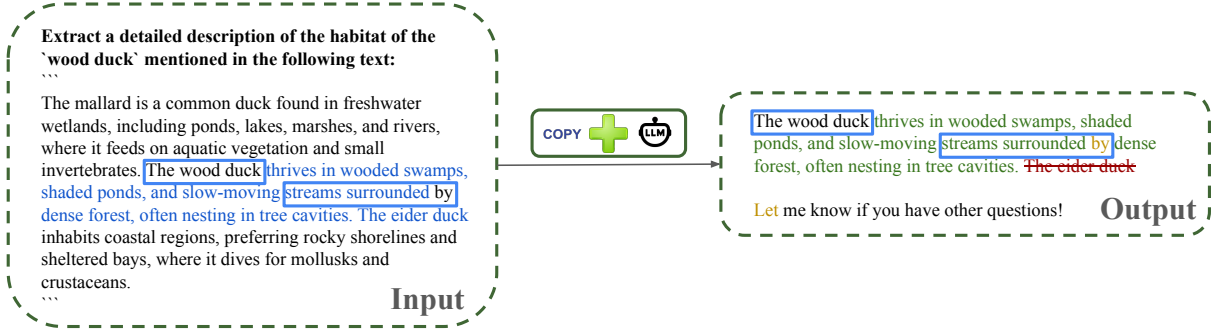 Extract a detailed description of the habitat of the
`wood duck` mentioned in the following text:
```
The mallard is a common duck found in freshwater
wetlands, including ponds, lakes, marshes, and rivers,
where it feeds on aquatic vegetation and small
invertebrates. The wood duck thrives in wooded swamps,
shaded ponds, and slow-moving streams surrounded by
dense forest, often nesting in tree cavities. The eider duck
inhabits coastal regions, preferring rocky shorelines and
sheltered bays, where it dives for mollusks and
crustaceans.
```
Input
COPY LLM
The wood duck thrives in wooded swamps, shaded
ponds, and slow-moving streams surrounded by dense
forest, often nesting in tree cavities. The eider duck
Let me know if you have other questions!
Output